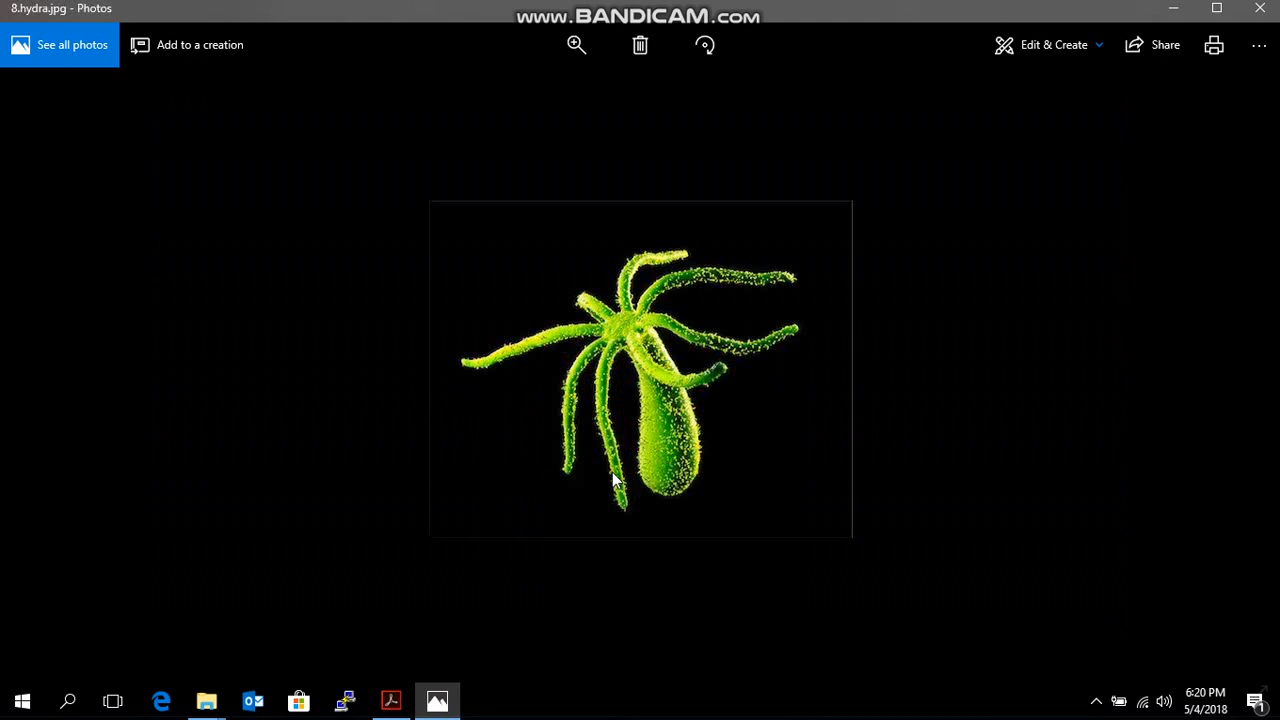 8.hydra.jpg - Photos
www.BANDICAM.com
See all photos
Add to a creation
Edit & Create
Share
6:20 PM
5/4/2018
1